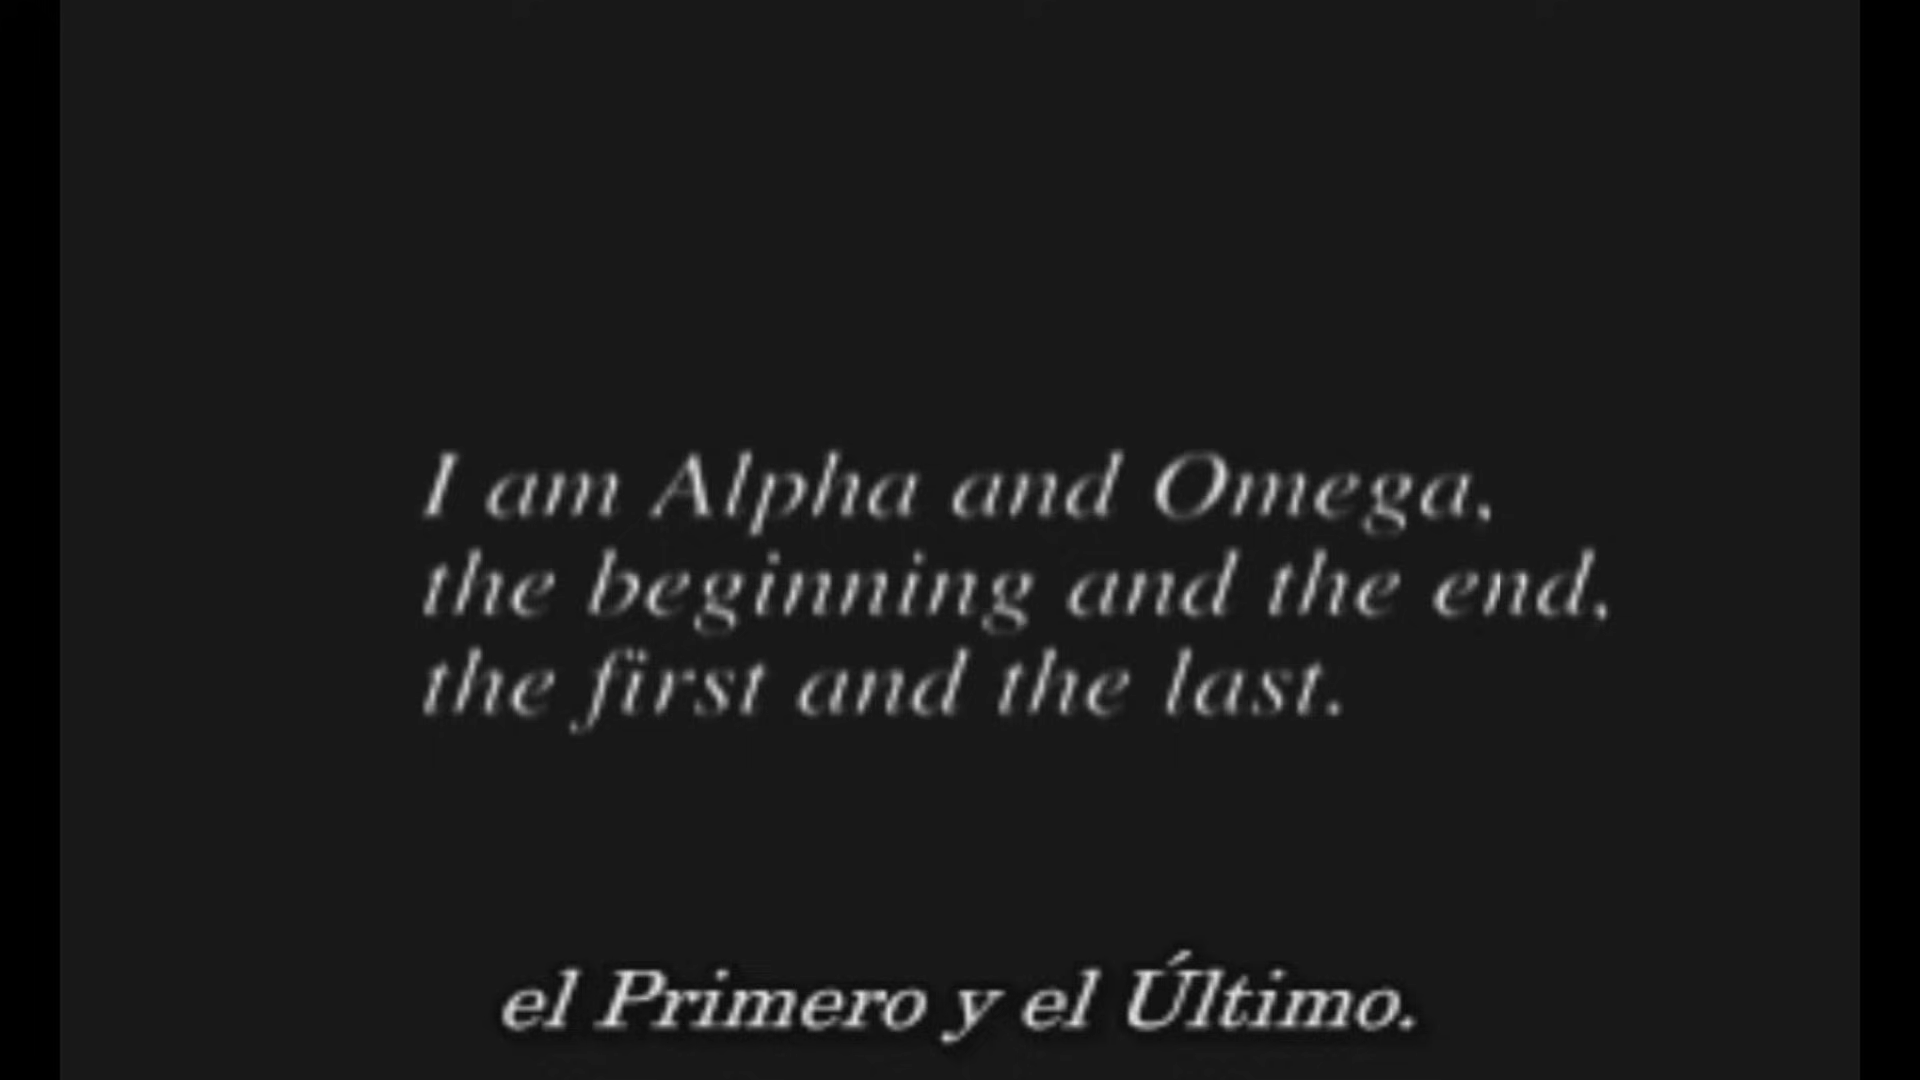 I am Alpha and Omega,
the beginning and the end,
the first and the last.
el Primero y el Último.